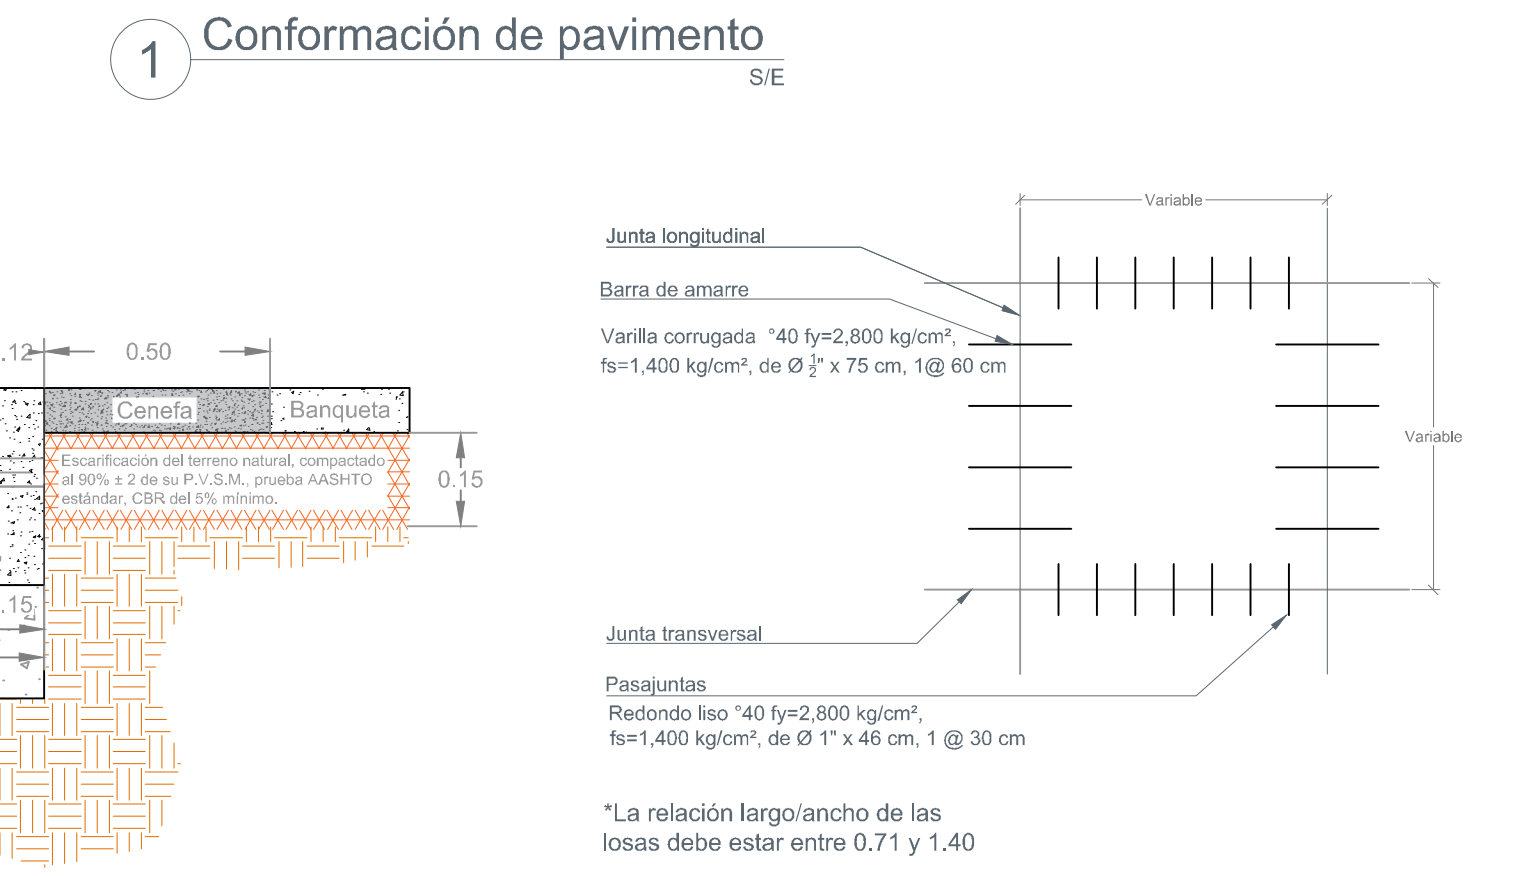 1
Conformación de pavimento
S/E
Variable
Junta longitudinal
Barra de amarre
Varilla corrugada °40 fy=2,800 kg/cm²,
fs=1,400 kg/cm², de Ø ½" x 75 cm, 1@ 60 cm
.12
0.50
Cenefa
Banqueta
Escarificación del terreno natural, compactado
al 90% ± 2 de su P.V.S.M., prueba AASHTO
estándar, CBR del 5% mínimo.
0.15
Variable
.15
Junta transversal
Pasajuntas
Redondo liso °40 fy=2,800 kg/cm²,
fs=1,400 kg/cm², de Ø 1" x 46 cm, 1 @ 30 cm
*La relación largo/ancho de las
losas debe estar entre 0.71 y 1.40